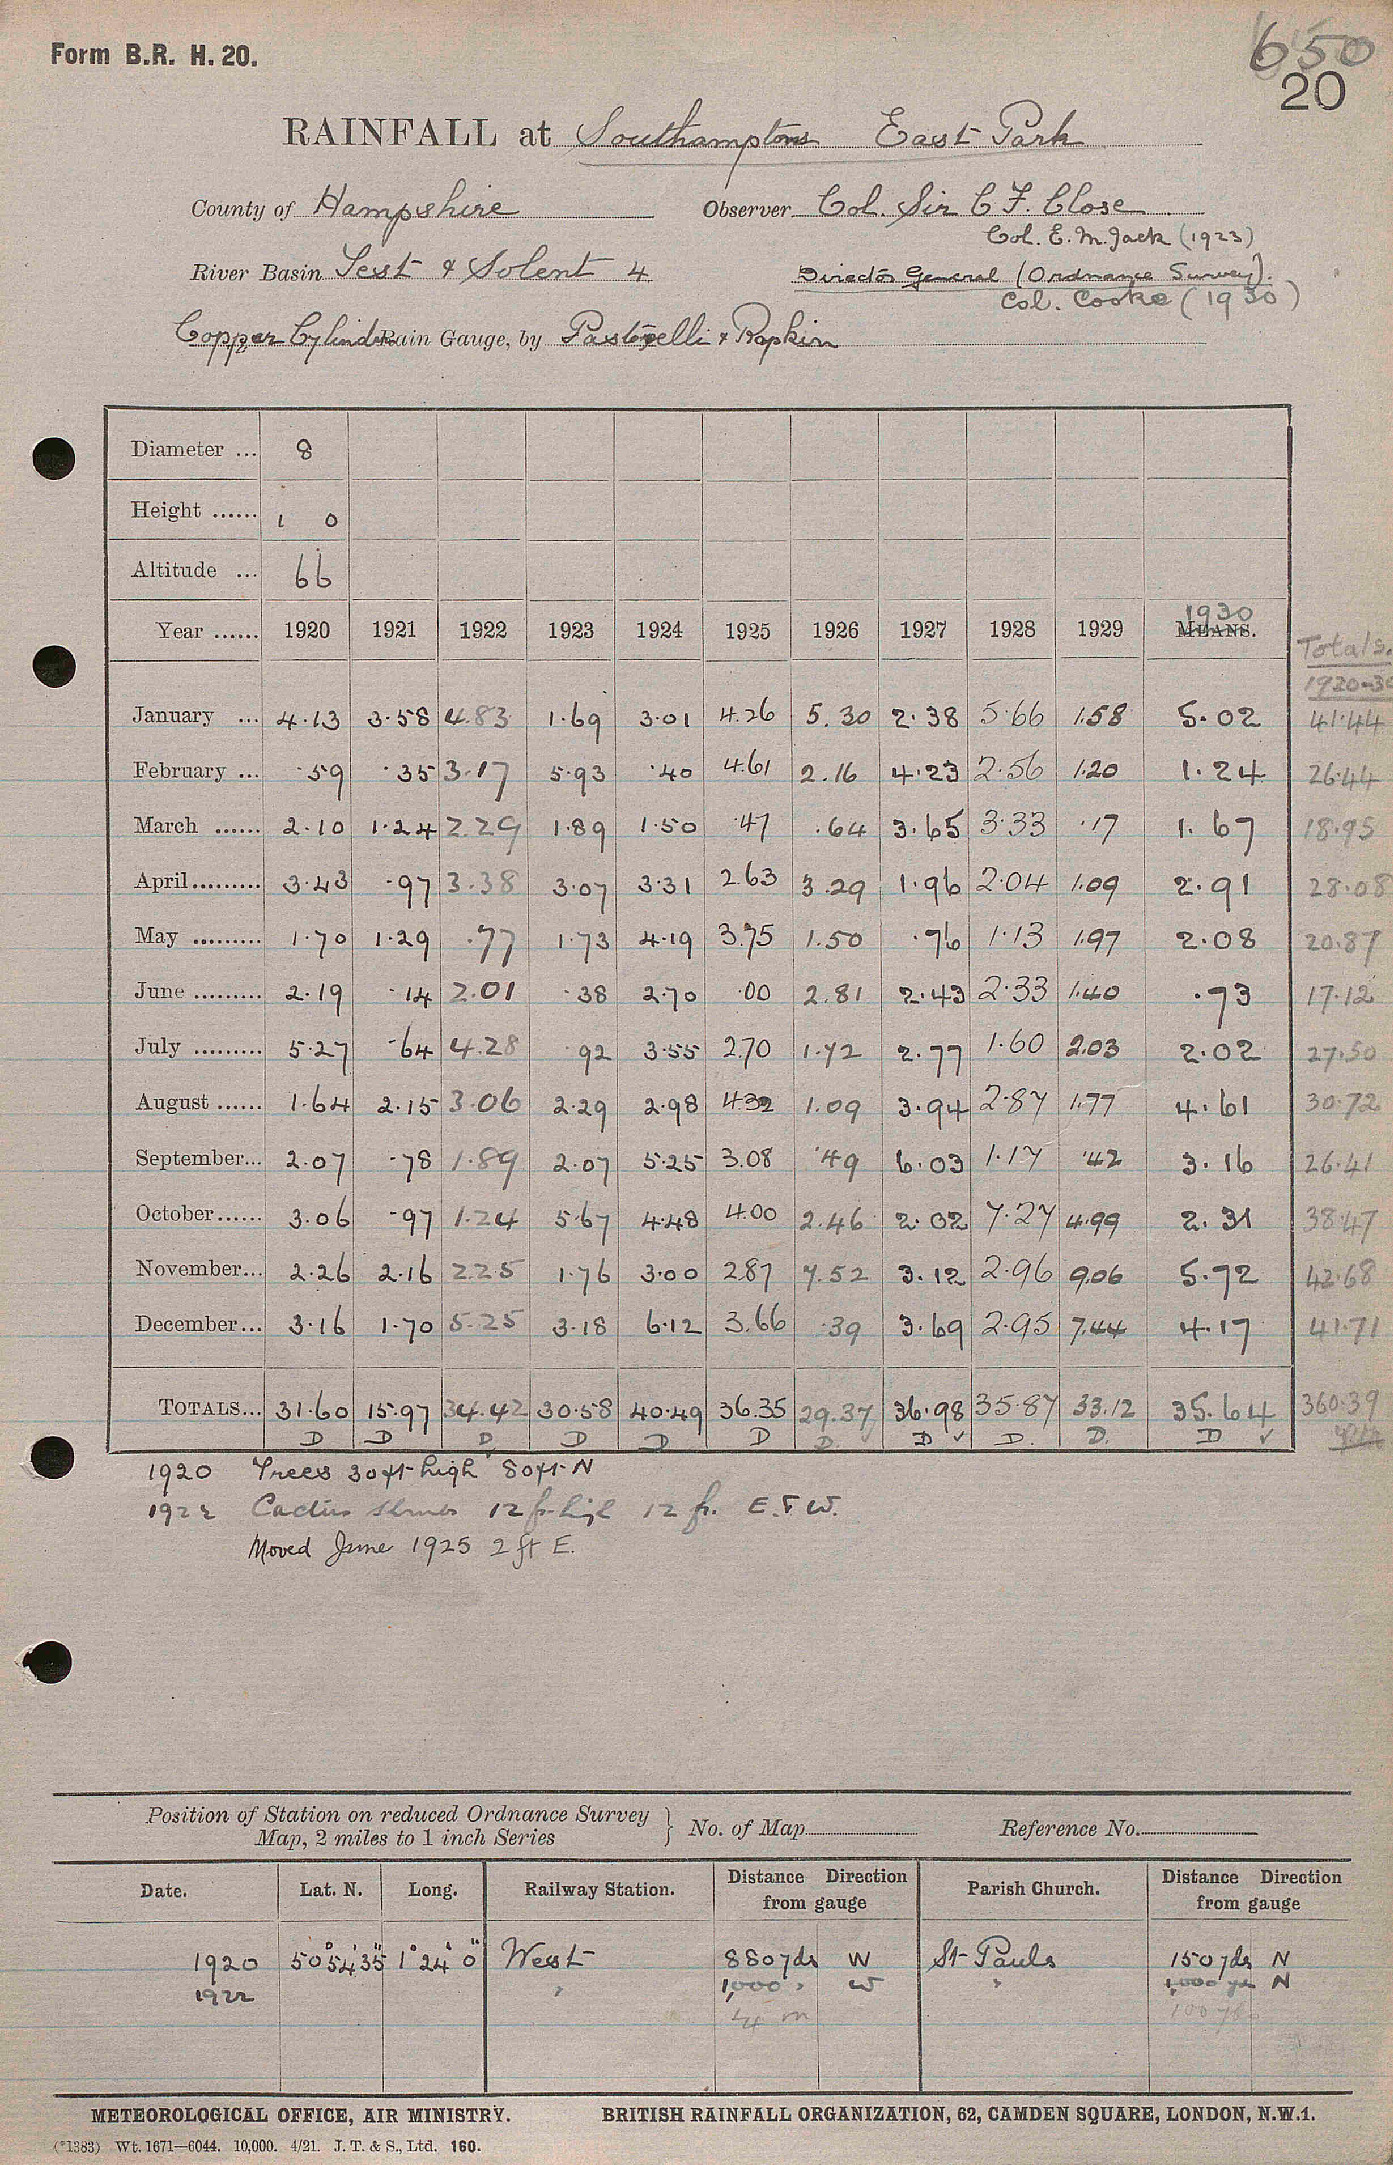 Form B.R. H. 20.
650
20
RAINFALL at Southampton East Park
County of Hampshire Observer Col. Sir C F. Close
Col. E. M. Jack (1923)
River Basin Test & Solent 4 Director General (Ordnance Survey).
Col. Cooke (1930)
Copper Cylinder Rain Gauge, by Pastorelli & Rapkin
Diameter ... 8
Height ...... 1 0
Altitude ... 66
Year ...... 1920 1921 1922 1923 1924 1925 1926 1927 1928 1929 1930 MEANS. Totals. 1920-30
January ... 4.13 3.58 4.83 1.69 3.01 4.26 5.30 2.38 5.66 1.58 5.02 41.44
February ... .59 .35 3.17 5.93 .40 4.61 2.16 4.23 2.56 1.20 1.24 26.44
March ...... 2.10 1.24 2.29 1.89 1.50 .47 .64 3.65 3.33 .17 1.67 18.95
April......... 3.43 .97 3.38 3.07 3.31 2.63 3.29 1.96 2.04 1.09 2.91 28.08
May ......... 1.70 1.29 .77 1.73 4.19 3.75 1.50 .76 1.13 1.97 2.08 20.87
June ......... 2.19 .14 2.01 .38 2.70 .00 2.81 2.43 2.33 1.40 .73 17.12
July ......... 5.27 .64 4.28 .92 3.55 2.70 1.72 2.77 1.60 2.03 2.02 27.50
August ...... 1.64 2.15 3.06 2.29 2.98 4.32 1.09 3.94 2.87 1.77 4.61 30.72
September... 2.07 .78 1.89 2.07 5.25 3.08 .49 6.03 1.17 .42 3.16 26.41
October...... 3.06 .97 1.24 5.67 4.48 4.00 2.46 2.02 7.27 4.99 2.31 38.47
November... 2.26 2.16 2.25 1.76 3.00 2.87 7.52 3.12 2.96 9.06 5.72 42.68
December... 3.16 1.70 5.25 3.18 6.12 3.66 .39 3.69 2.95 7.44 4.17 41.71
TOTALS... 31.60 15.97 34.42 30.58 40.49 36.35 29.37 36.98 35.87 33.12 35.64 360.39
D D D D D D D. D D. D. D
1920 Trees 30 ft high 80 ft N
1922 Cactus shrubs 12 ft high 12 ft. E. & W.
Moved June 1925 2 ft E.
Position of Station on reduced Ordnance Survey
Map, 2 miles to 1 inch Series } No. of Map Reference No.
Date. Lat. N. Long. Railway Station. Distance Direction from gauge Parish Church. Distance Direction from gauge
1920 50° 54' 35" 1° 24' 0" West 880 yds W St Pauls 150 yds N
1922 " 1,000 " W " 1,000 yds N
1/4 m 100 yds
METEOROLOGICAL OFFICE, AIR MINISTRY. BRITISH RAINFALL ORGANIZATION, 62, CAMDEN SQUARE, LONDON, N.W.1.
(*1383) Wt. 1671—6044. 10,000. 4/21. J. T. & S., Ltd. 160.